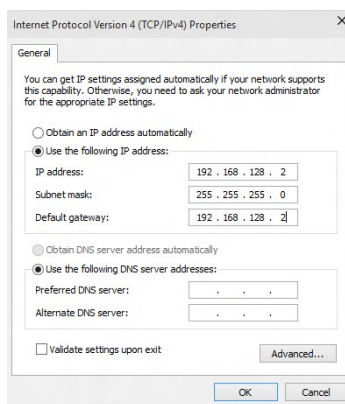 Internet Protocol Version 4 (TCP/IPv4) Properties
General
You can get IP settings assigned automatically if your network supports
this capability. Otherwise, you need to ask your network administrator
for the appropriate IP settings.
Obtain an IP address automatically
Use the following IP address:
IP address: 192 . 168 . 128 . 2
Subnet mask: 255 . 255 . 255 . 0
Default gateway: 192 . 168 . 128 . 2
Obtain DNS server address automatically
Use the following DNS server addresses:
Preferred DNS server: . . .
Alternate DNS server: . . .
Validate settings upon exit
Advanced...
OK Cancel